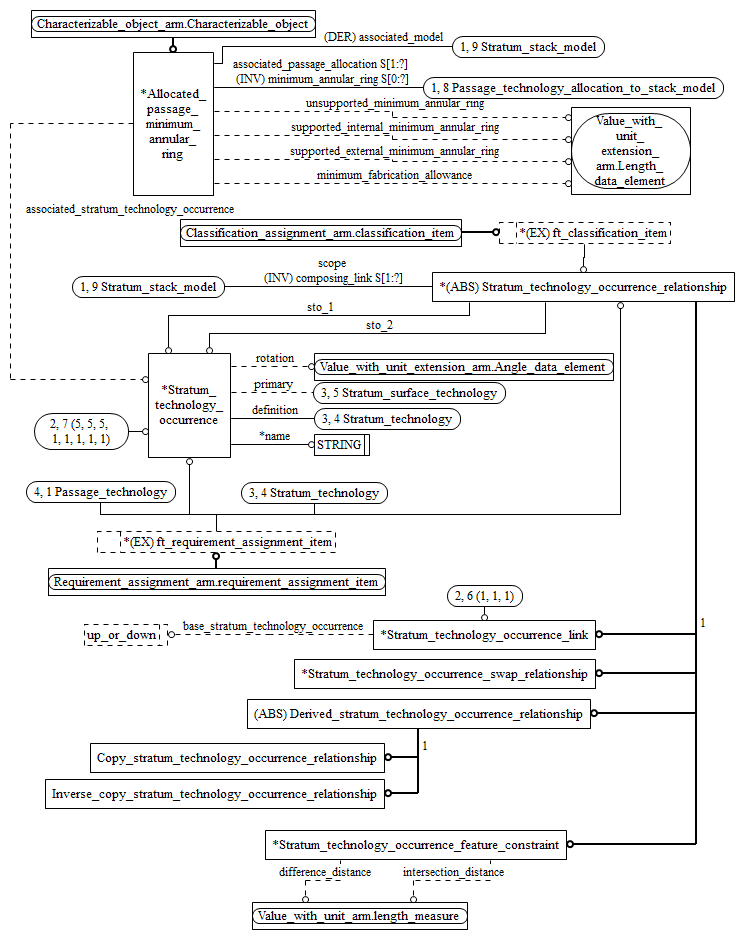 Characterizable_object_arm.Characterizable_object
(DER) associated_model
1, 9 Stratum_stack_model
associated_passage_allocation S[1:?]
(INV) minimum_annular_ring S[0:?]
1, 8 Passage_technology_allocation_to_stack_model
*Allocated_
passage_
minimum_
annular_
ring
unsupported_minimum_annular_ring
supported_internal_minimum_annular_ring
supported_external_minimum_annular_ring
minimum_fabrication_allowance
Value_with_
unit_
extension_
arm.Length_
data_element
associated_stratum_technology_occurrence
Classification_assignment_arm.classification_item
*(EX) ft_classification_item
1, 9 Stratum_stack_model
scope
(INV) composing_link S[1:?]
*(ABS) Stratum_technology_occurrence_relationship
sto_1
sto_2
*Stratum_
technology_
occurrence
rotation
Value_with_unit_extension_arm.Angle_data_element
primary
3, 5 Stratum_surface_technology
definition
3, 4 Stratum_technology
*name
STRING
2, 7 (5, 5, 5,
1, 1, 1, 1, 1)
4, 1 Passage_technology
3, 4 Stratum_technology
*(EX) ft_requirement_assignment_item
Requirement_assignment_arm.requirement_assignment_item
2, 6 (1, 1, 1)
up_or_down
base_stratum_technology_occurrence
*Stratum_technology_occurrence_link
1
*Stratum_technology_occurrence_swap_relationship
(ABS) Derived_stratum_technology_occurrence_relationship
1
Copy_stratum_technology_occurrence_relationship
Inverse_copy_stratum_technology_occurrence_relationship
*Stratum_technology_occurrence_feature_constraint
difference_distance
intersection_distance
Value_with_unit_arm.length_measure